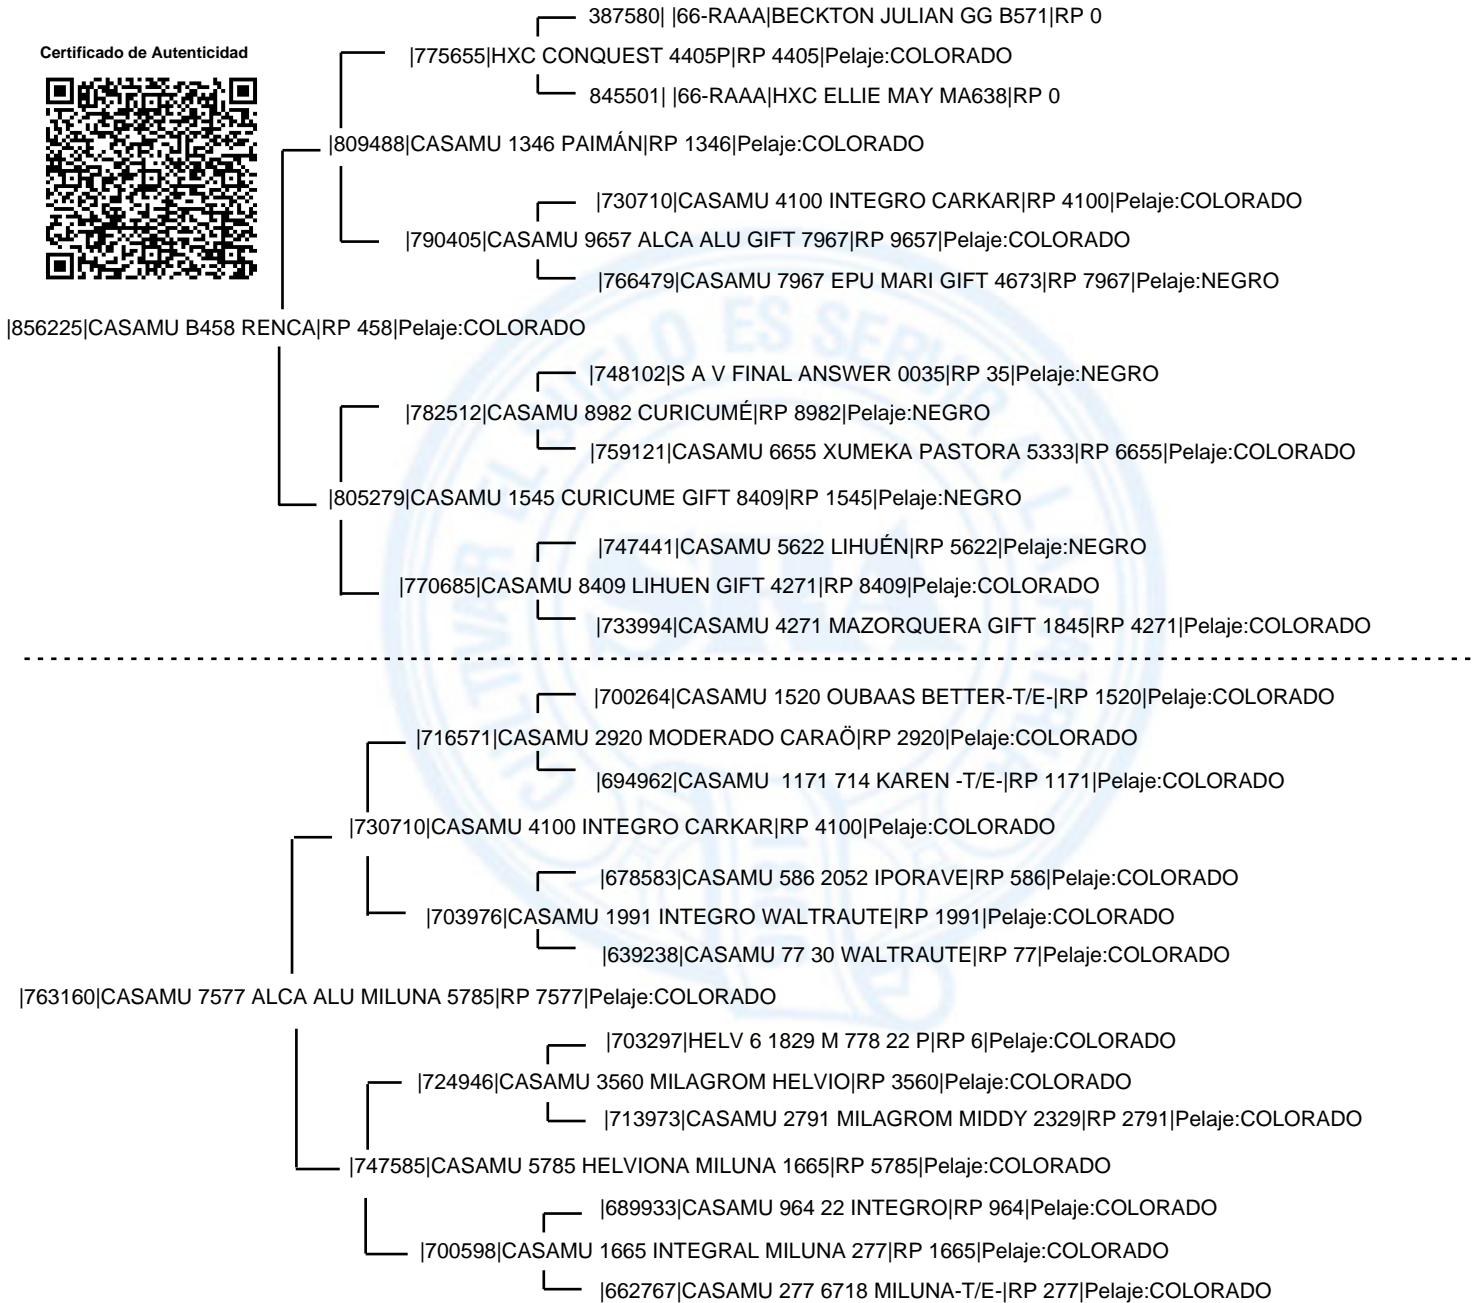 387580| |66-RAAA|BECKTON JULIAN GG B571|RP 0
Certificado de Autenticidad
|775655|HXC CONQUEST 4405P|RP 4405|Pelaje:COLORADO
845501| |66-RAAA|HXC ELLIE MAY MA638|RP 0
|809488|CASAMU 1346 PAIMÁN|RP 1346|Pelaje:COLORADO
|730710|CASAMU 4100 INTEGRO CARKAR|RP 4100|Pelaje:COLORADO
|790405|CASAMU 9657 ALCA ALU GIFT 7967|RP 9657|Pelaje:COLORADO
|766479|CASAMU 7967 EPU MARI GIFT 4673|RP 7967|Pelaje:NEGRO
|856225|CASAMU B458 RENCA|RP 458|Pelaje:COLORADO
|748102|S A V FINAL ANSWER 0035|RP 35|Pelaje:NEGRO
|782512|CASAMU 8982 CURICUMÉ|RP 8982|Pelaje:NEGRO
|759121|CASAMU 6655 XUMEKA PASTORA 5333|RP 6655|Pelaje:COLORADO
|805279|CASAMU 1545 CURICUME GIFT 8409|RP 1545|Pelaje:NEGRO
|747441|CASAMU 5622 LIHUÉN|RP 5622|Pelaje:NEGRO
|770685|CASAMU 8409 LIHUEN GIFT 4271|RP 8409|Pelaje:COLORADO
|733994|CASAMU 4271 MAZORQUERA GIFT 1845|RP 4271|Pelaje:COLORADO
|700264|CASAMU 1520 OUBAAS BETTER-T/E-|RP 1520|Pelaje:COLORADO
|716571|CASAMU 2920 MODERADO CARAÖ|RP 2920|Pelaje:COLORADO
|694962|CASAMU  1171 714 KAREN -T/E-|RP 1171|Pelaje:COLORADO
|730710|CASAMU 4100 INTEGRO CARKAR|RP 4100|Pelaje:COLORADO
|678583|CASAMU 586 2052 IPORAVE|RP 586|Pelaje:COLORADO
|703976|CASAMU 1991 INTEGRO WALTRAUTE|RP 1991|Pelaje:COLORADO
|639238|CASAMU 77 30 WALTRAUTE|RP 77|Pelaje:COLORADO
|763160|CASAMU 7577 ALCA ALU MILUNA 5785|RP 7577|Pelaje:COLORADO
|703297|HELV 6 1829 M 778 22 P|RP 6|Pelaje:COLORADO
|724946|CASAMU 3560 MILAGROM HELVIO|RP 3560|Pelaje:COLORADO
|713973|CASAMU 2791 MILAGROM MIDDY 2329|RP 2791|Pelaje:COLORADO
|747585|CASAMU 5785 HELVIONA MILUNA 1665|RP 5785|Pelaje:COLORADO
|689933|CASAMU 964 22 INTEGRO|RP 964|Pelaje:COLORADO
|700598|CASAMU 1665 INTEGRAL MILUNA 277|RP 1665|Pelaje:COLORADO
|662767|CASAMU 277 6718 MILUNA-T/E-|RP 277|Pelaje:COLORADO
CULTIVAR EL SUELO ES SERVIR A LA PATRIA
SRA
1866